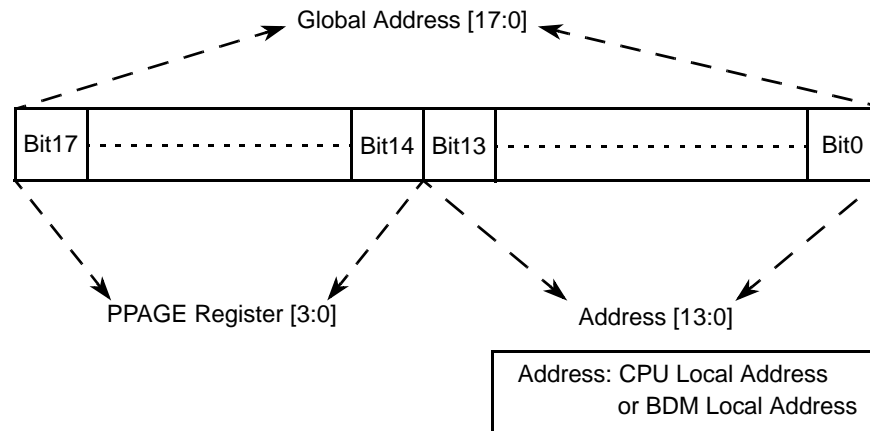 Global Address [17:0]
Bit17 Bit14 Bit13 Bit0
PPAGE Register [3:0] Address [13:0]
Address: CPU Local Address
or BDM Local Address